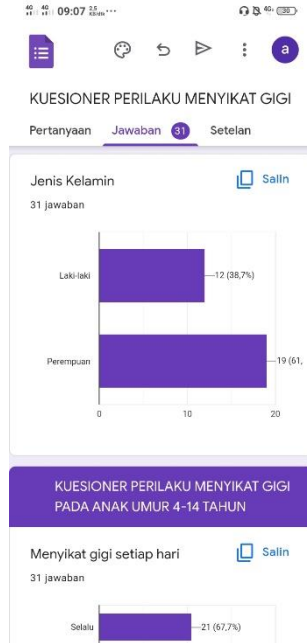 09:07
KUESIONER PERILAKU MENYIKAT GIGI
Pertanyaan Jawaban 31 Setelan
Jenis Kelamin Salin
31 jawaban
Laki-laki 12 (38,7%)
Perempuan 19 (61,
0 10 20
KUESIONER PERILAKU MENYIKAT GIGI
PADA ANAK UMUR 4-14 TAHUN
Menyikat gigi setiap hari Salin
31 jawaban
Selalu 21 (67,7%)